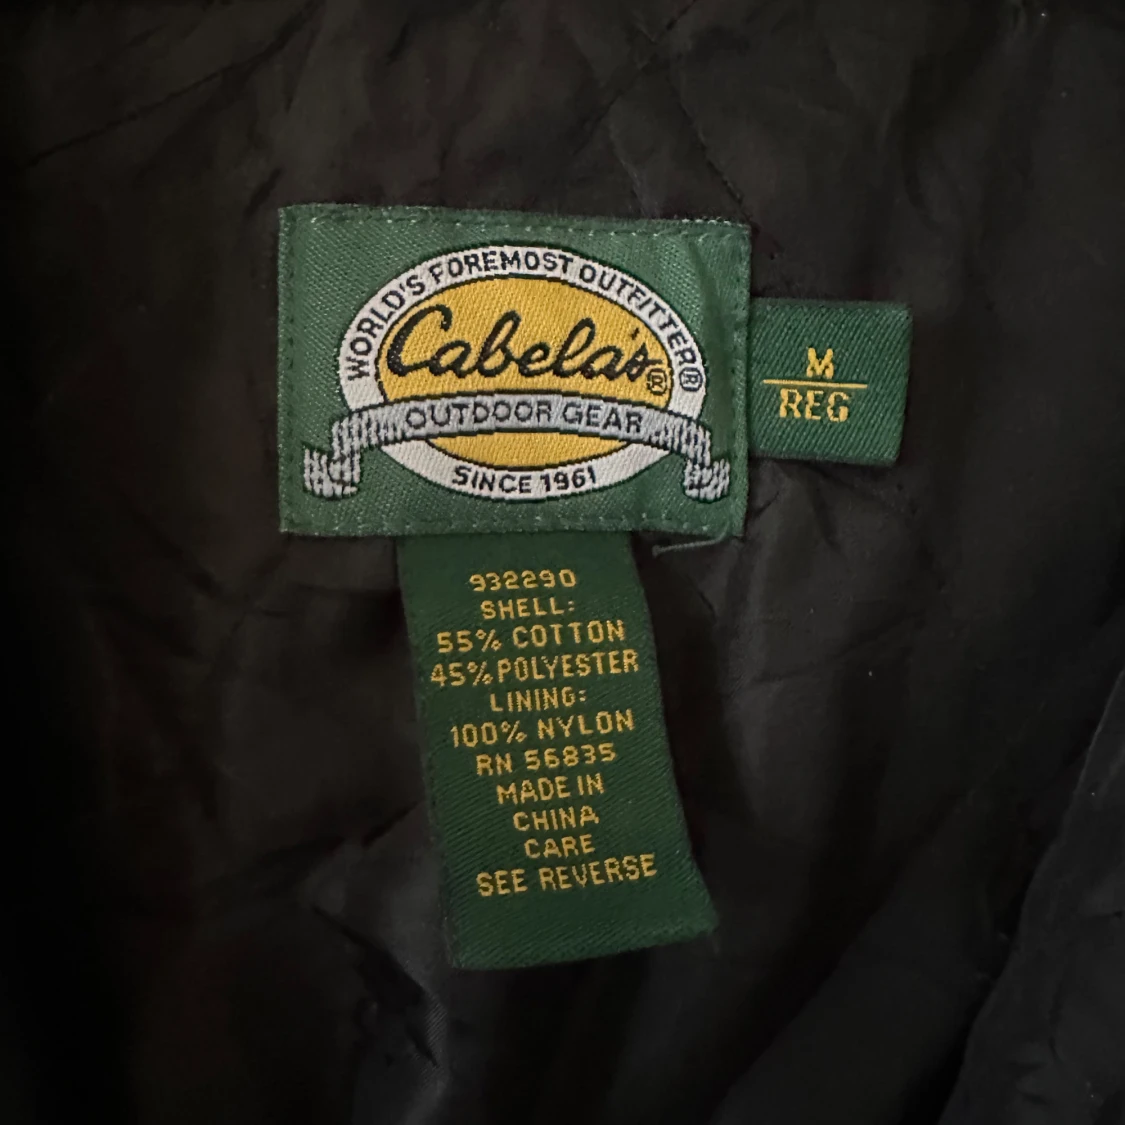 WORLD'S FOREMOST OUTFITTER®
Cabela's®
OUTDOOR GEAR
SINCE 1961
M
REG
932290
SHELL:
55% COTTON
45% POLYESTER
LINING:
100% NYLON
RN 56835
MADE IN
CHINA
CARE
SEE REVERSE